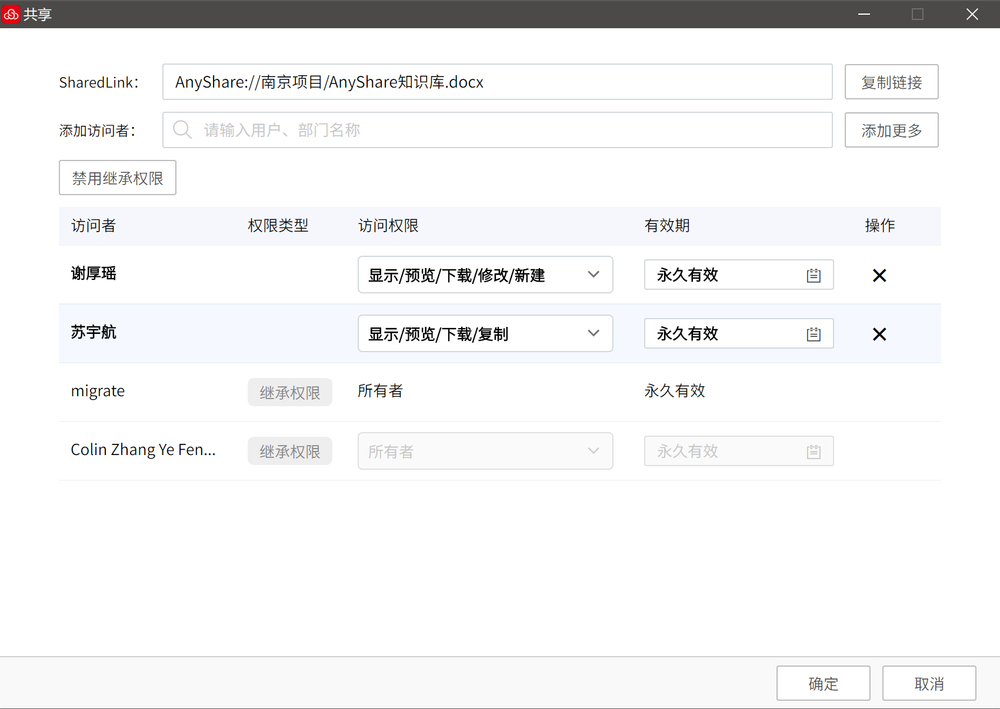 共享
SharedLink: AnyShare://南京项目/AnyShare知识库.docx 复制链接
添加访问者: 请输入用户、部门名称 添加更多
禁用继承权限
访问者 权限类型 访问权限 有效期 操作
谢厚瑶 显示/预览/下载/修改/新建 永久有效
苏宇航 显示/预览/下载/复制 永久有效
migrate 继承权限 所有者 永久有效
Colin Zhang Ye Fen... 继承权限 所有者 永久有效
确定 取消